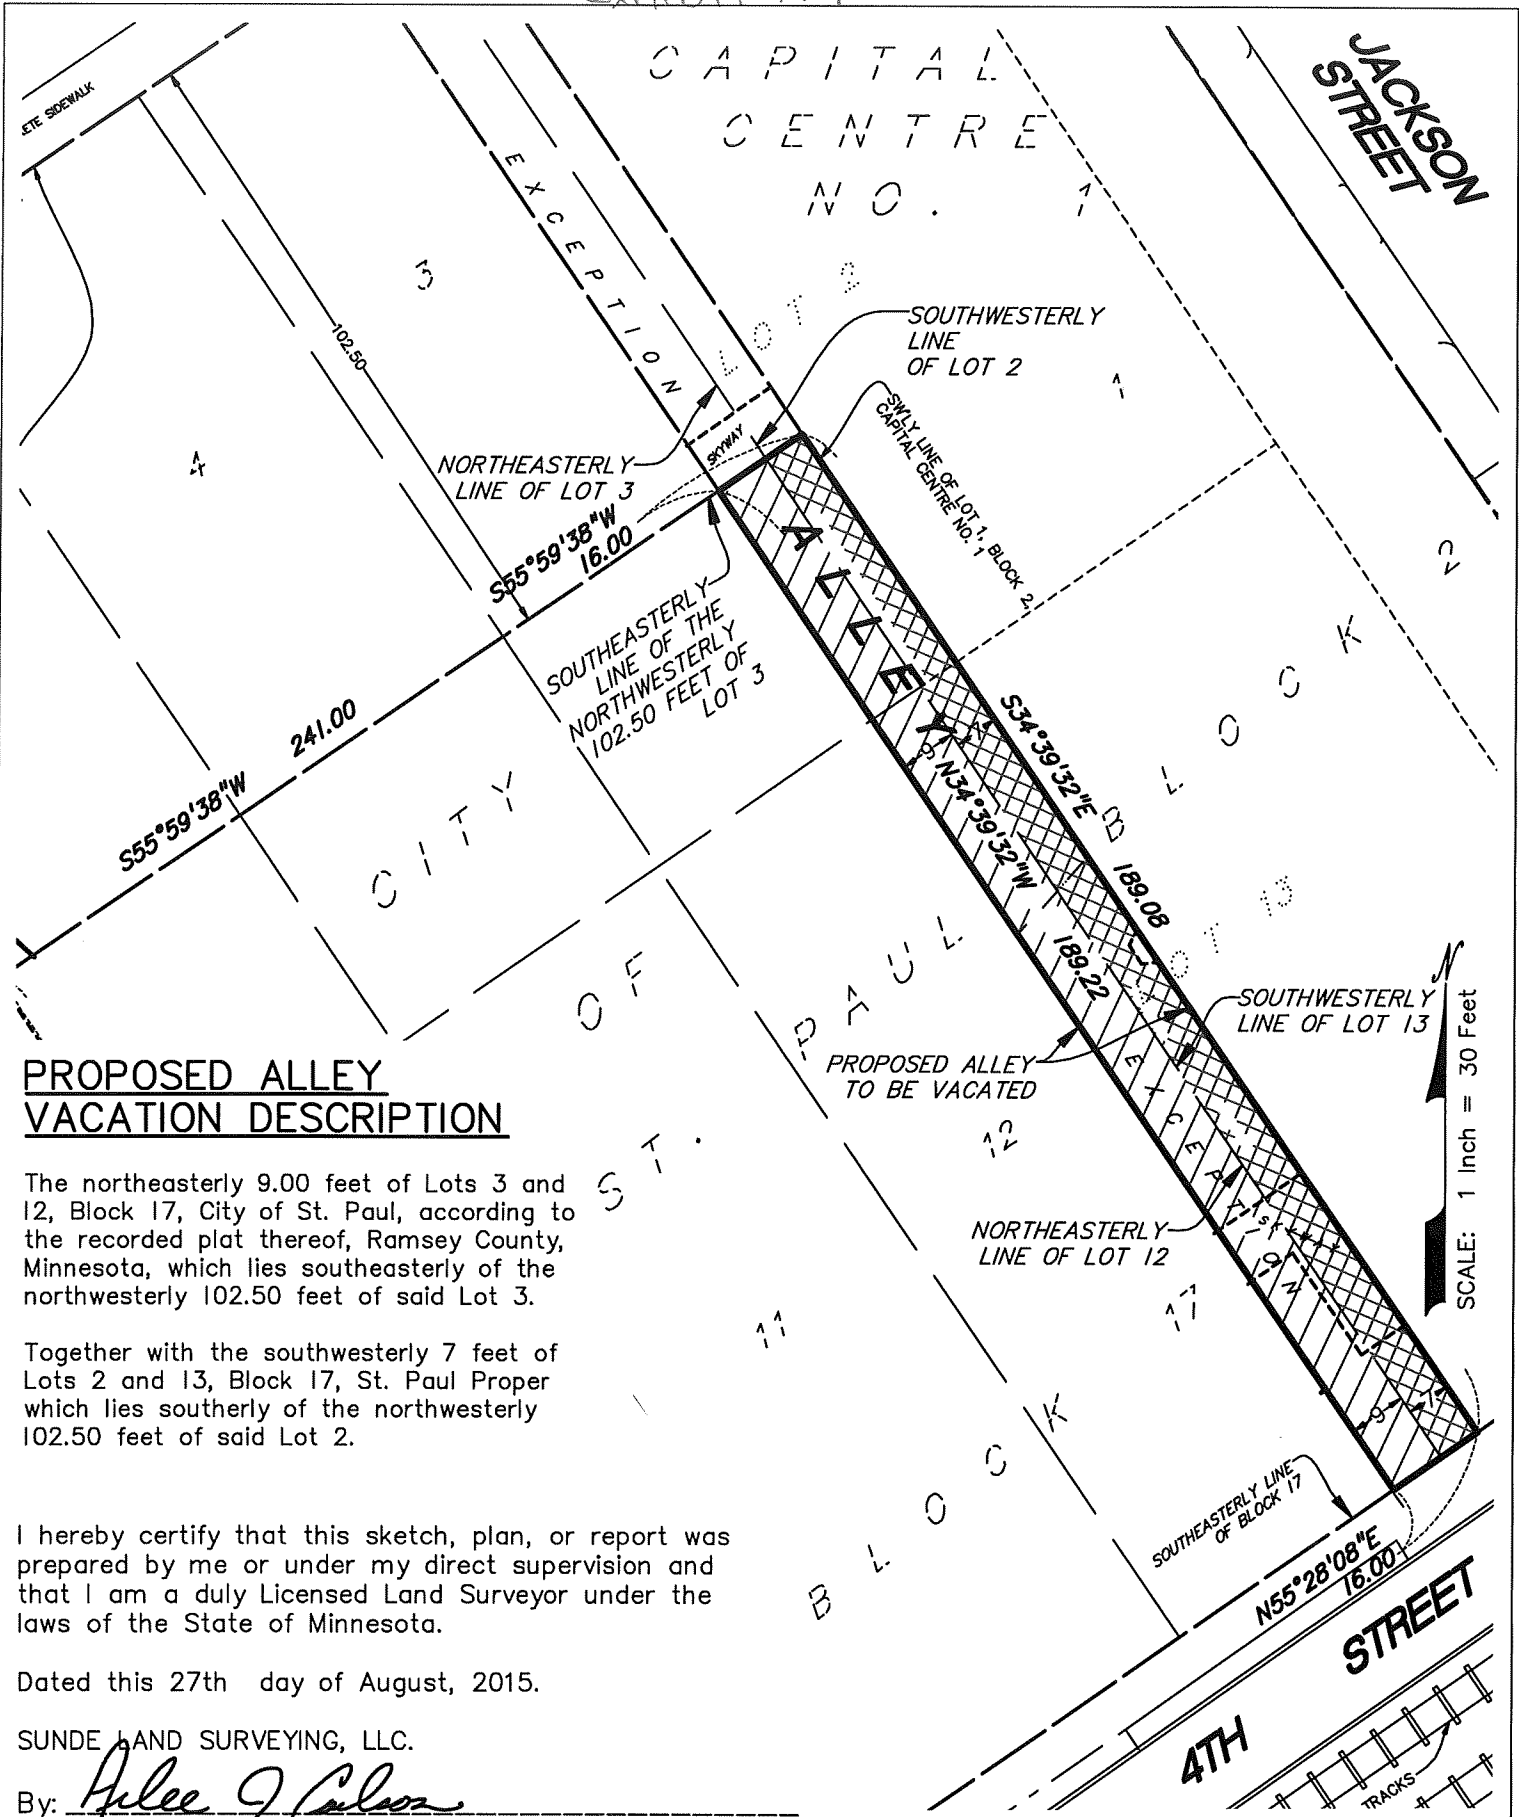 EXHIBIT
CAPITAL
CENTRE
NO. 1
JACKSON
STREET
ETE SIDEWALK
EXCEPTION
3
102.50
LOT 2
SOUTHWESTERLY
LINE
OF LOT 2
1
SKYWAY
SWLY LINE OF LOT 1, BLOCK 2,
CAPITAL CENTRE NO. 1
4
NORTHEASTERLY
LINE OF LOT 3
S55°59'38"W
16.00
2
ALLEY
SOUTHEASTERLY
LINE OF THE
NORTHWESTERLY
102.50 FEET OF
LOT 3
BLOCK
S34°39'32"E
189.08
7
9
N34°39'32"W
189.22
241.00
S55°59'38"W
CITY
OF
ST.
PAUL
LOT 13
SOUTHWESTERLY
LINE OF LOT 13
PROPOSED ALLEY
TO BE VACATED
EXCEPTION
12
NORTHEASTERLY
LINE OF LOT 12
N
SCALE: 1 Inch = 30 Feet
PROPOSED ALLEY
VACATION DESCRIPTION
The northeasterly 9.00 feet of Lots 3 and
12, Block 17, City of St. Paul, according to
the recorded plat thereof, Ramsey County,
Minnesota, which lies southeasterly of the
northwesterly 102.50 feet of said Lot 3.
Together with the southwesterly 7 feet of
Lots 2 and 13, Block 17, St. Paul Proper
which lies southerly of the northwesterly
102.50 feet of said Lot 2.
11
17
BLOCK
9
7
SOUTHEASTERLY LINE
OF BLOCK 17
N55°28'08"E
16.00
4TH
STREET
TRACKS
I hereby certify that this sketch, plan, or report was
prepared by me or under my direct supervision and
that I am a duly Licensed Land Surveyor under the
laws of the State of Minnesota.
Dated this 27th day of August, 2015.
SUNDE LAND SURVEYING, LLC.
By: Arlee J Carlson